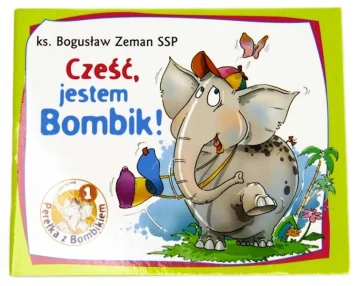 ks. Bogusław Zeman SSP
Cześć,
jestem
Bombik!
1
Perełka z Bombikiem